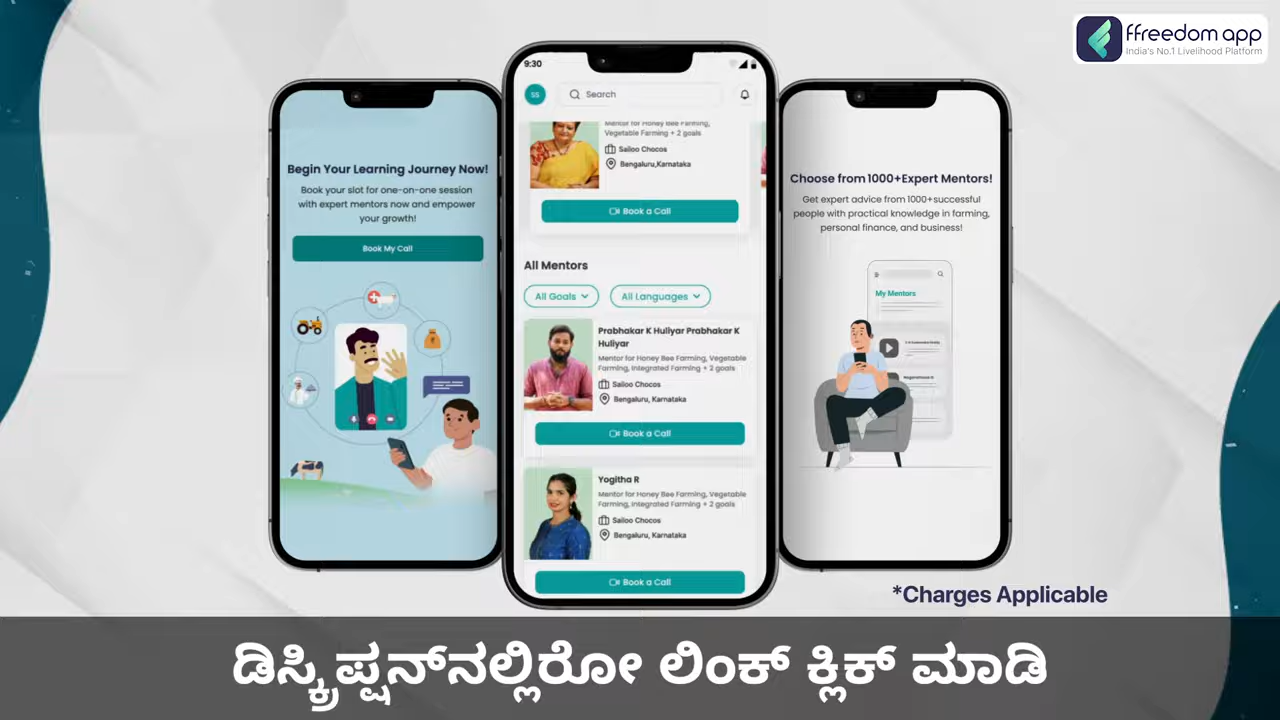 ffreedom app
India's No.1 Livelihood Platform
Begin Your Learning Journey Now!
Book your slot for one-on-one session
with expert mentors now and empower
your growth!
Book My Call
9:30
SS
Search
Mentor for Honey Bee Farming,
Vegetable Farming + 2 goals
Sailoo Chocos
Bengaluru,Karnataka
Book a Call
All Mentors
All Goals
All Languages
Prabhakar K Huliyar Prabhakar K
Huliyar
Mentor for Honey Bee Farming, Vegetable
Farming, Integrated Farming + 2 goals
Sailoo Chocos
Bengaluru, Karnataka
Book a Call
Yogitha R
Mentor for Honey Bee Farming, Vegetable
Farming, Integrated Farming + 2 goals
Sailoo Chocos
Bengaluru, Karnataka
Book a Call
Choose from 1000+Expert Mentors!
Get expert advice from 1000+successful
people with practical knowledge in farming,
personal finance, and business!
My Mentors
*Charges Applicable
ಡಿಸ್ಕ್ರಿಪ್ಷನ್‌ನಲ್ಲಿರೋ ಲಿಂಕ್ ಕ್ಲಿಕ್ ಮಾಡಿ